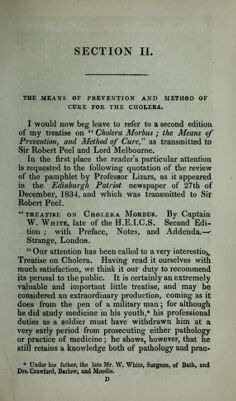 SECTION II.
THE MEANS OF PREVENTION AND METHOD OF
CURE FOR THE CHOLERA.
I would now beg leave to refer to a second edition
of my treatise on "Cholera Morbus; the Means of
Prevention, and Method of Cure," as transmitted to
Sir Robert Peel and Lord Melbourne.
In the first place the reader's particular attention
is requested to the following quotation of the review
of the pamphlet by Professor Lizars, as it appeared
in the Edinburgh Patriot newspaper of 27th of
December, 1834, and which was transmitted to Sir
Robert Peel.
"TREATISE ON CHOLERA MORBUS. By Captain
W. WHITE, late of the H.E.I.C.S. Second Edi-
tion; with Preface, Notes, and Addenda.—
Strange, London.
"Our attention has been called to a very interesting
Treatise on Cholera. Having read it ourselves with
much satisfaction, we think it our duty to recommend
its perusal to the public. It is certainly an extremely
valuable and important little treatise, and may be
considered an extraordinary production, coming as it
does from the pen of a military man; for although
he did study medicine in his youth,* his professional
duties as a soldier must have withdrawn him at a
very early period from prosecuting either pathology
or practice of medicine; he shows, however, that he
still retains a knowledge both of pathology and prac-
* Under his father, the late Mr. W. White, Surgeon, of Bath, and
Drs. Crawford, Barlow, and Moodie.
D